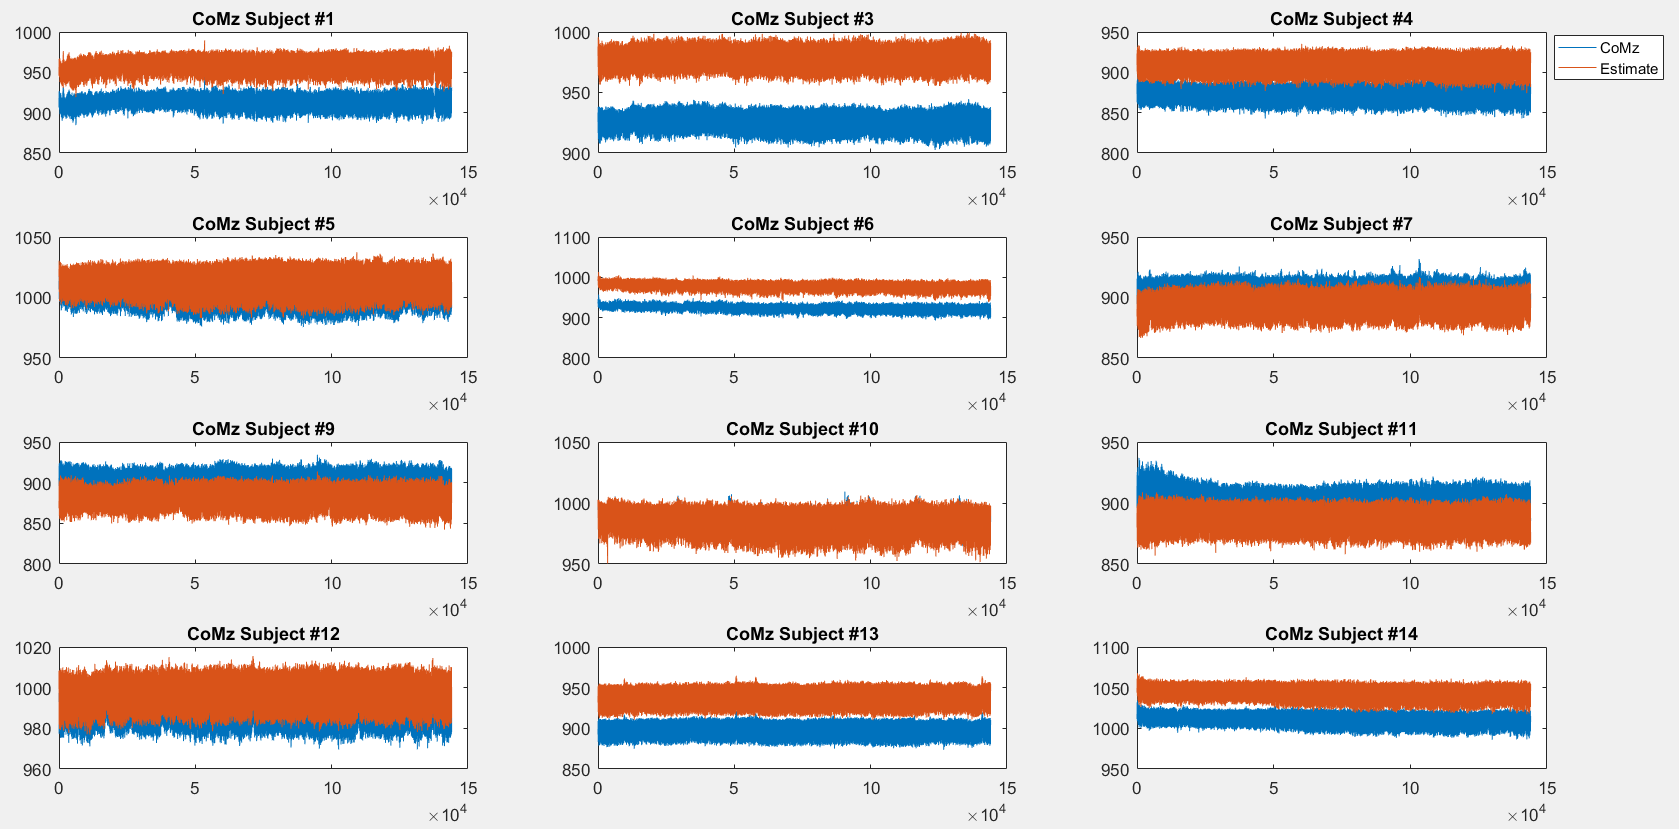 CoMz Subject #1
1000
950
900
850
0 5 10 15
×10^4
CoMz Subject #3
1000
950
900
0 5 10 15
×10^4
CoMz Subject #4
950
900
850
800
0 5 10 15
×10^4
CoMz
Estimate
CoMz Subject #5
1050
1000
950
0 5 10 15
×10^4
CoMz Subject #6
1100
1000
900
800
0 5 10 15
×10^4
CoMz Subject #7
950
900
850
0 5 10 15
×10^4
CoMz Subject #9
950
900
850
800
0 5 10 15
×10^4
CoMz Subject #10
1050
1000
950
0 5 10 15
×10^4
CoMz Subject #11
950
900
850
0 5 10 15
×10^4
CoMz Subject #12
1020
1000
980
960
0 5 10 15
×10^4
CoMz Subject #13
1000
950
900
850
0 5 10 15
×10^4
CoMz Subject #14
1100
1050
1000
950
0 5 10 15
×10^4